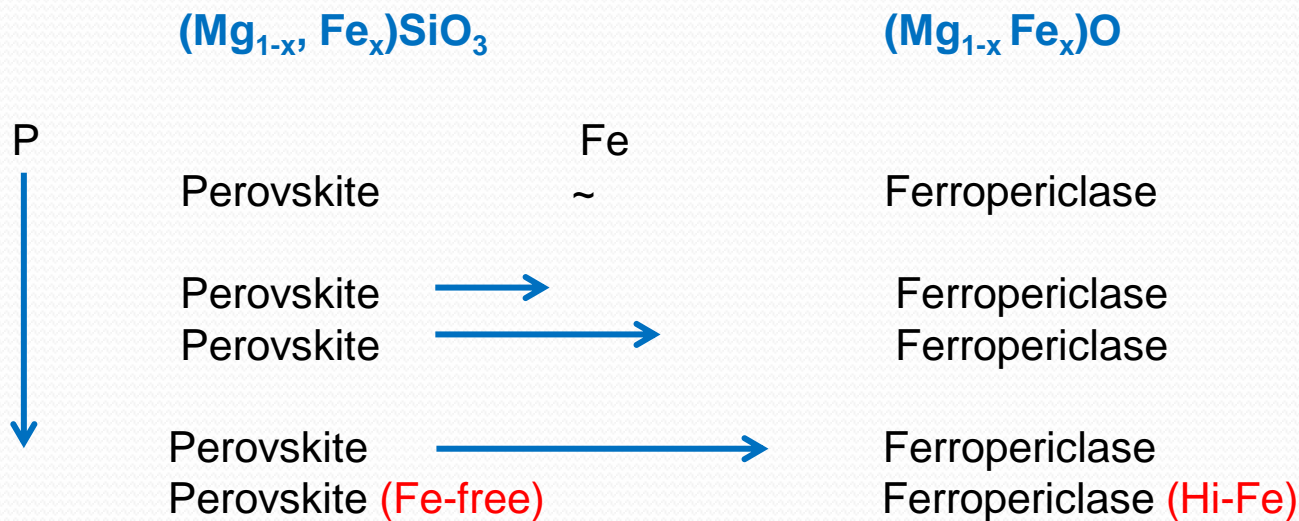 (Mg₁₋ₓ, Feₓ)SiO₃ (Mg₁₋ₓ Feₓ)O
P Fe
Perovskite ~ Ferropericlase
Perovskite Ferropericlase
Perovskite Ferropericlase
Perovskite Ferropericlase
Perovskite (Fe-free) Ferropericlase (Hi-Fe)